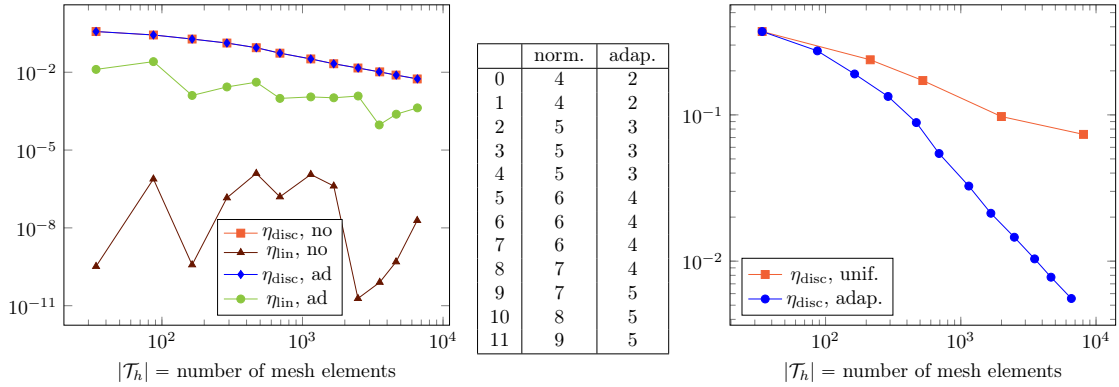 10^{-2}
10^{-5}
10^{-8}
10^{-11}
10^2
10^3
10^4
|𝒯_h| = number of mesh elements
η_disc, no
η_lin, no
η_disc, ad
η_lin, ad
norm. adap.
0 4 2
1 4 2
2 5 3
3 5 3
4 5 3
5 6 4
6 6 4
7 6 4
8 7 4
9 7 5
10 8 5
11 9 5
10^{-1}
10^{-2}
10^2
10^3
10^4
|𝒯_h| = number of mesh elements
η_disc, unif.
η_disc, adap.